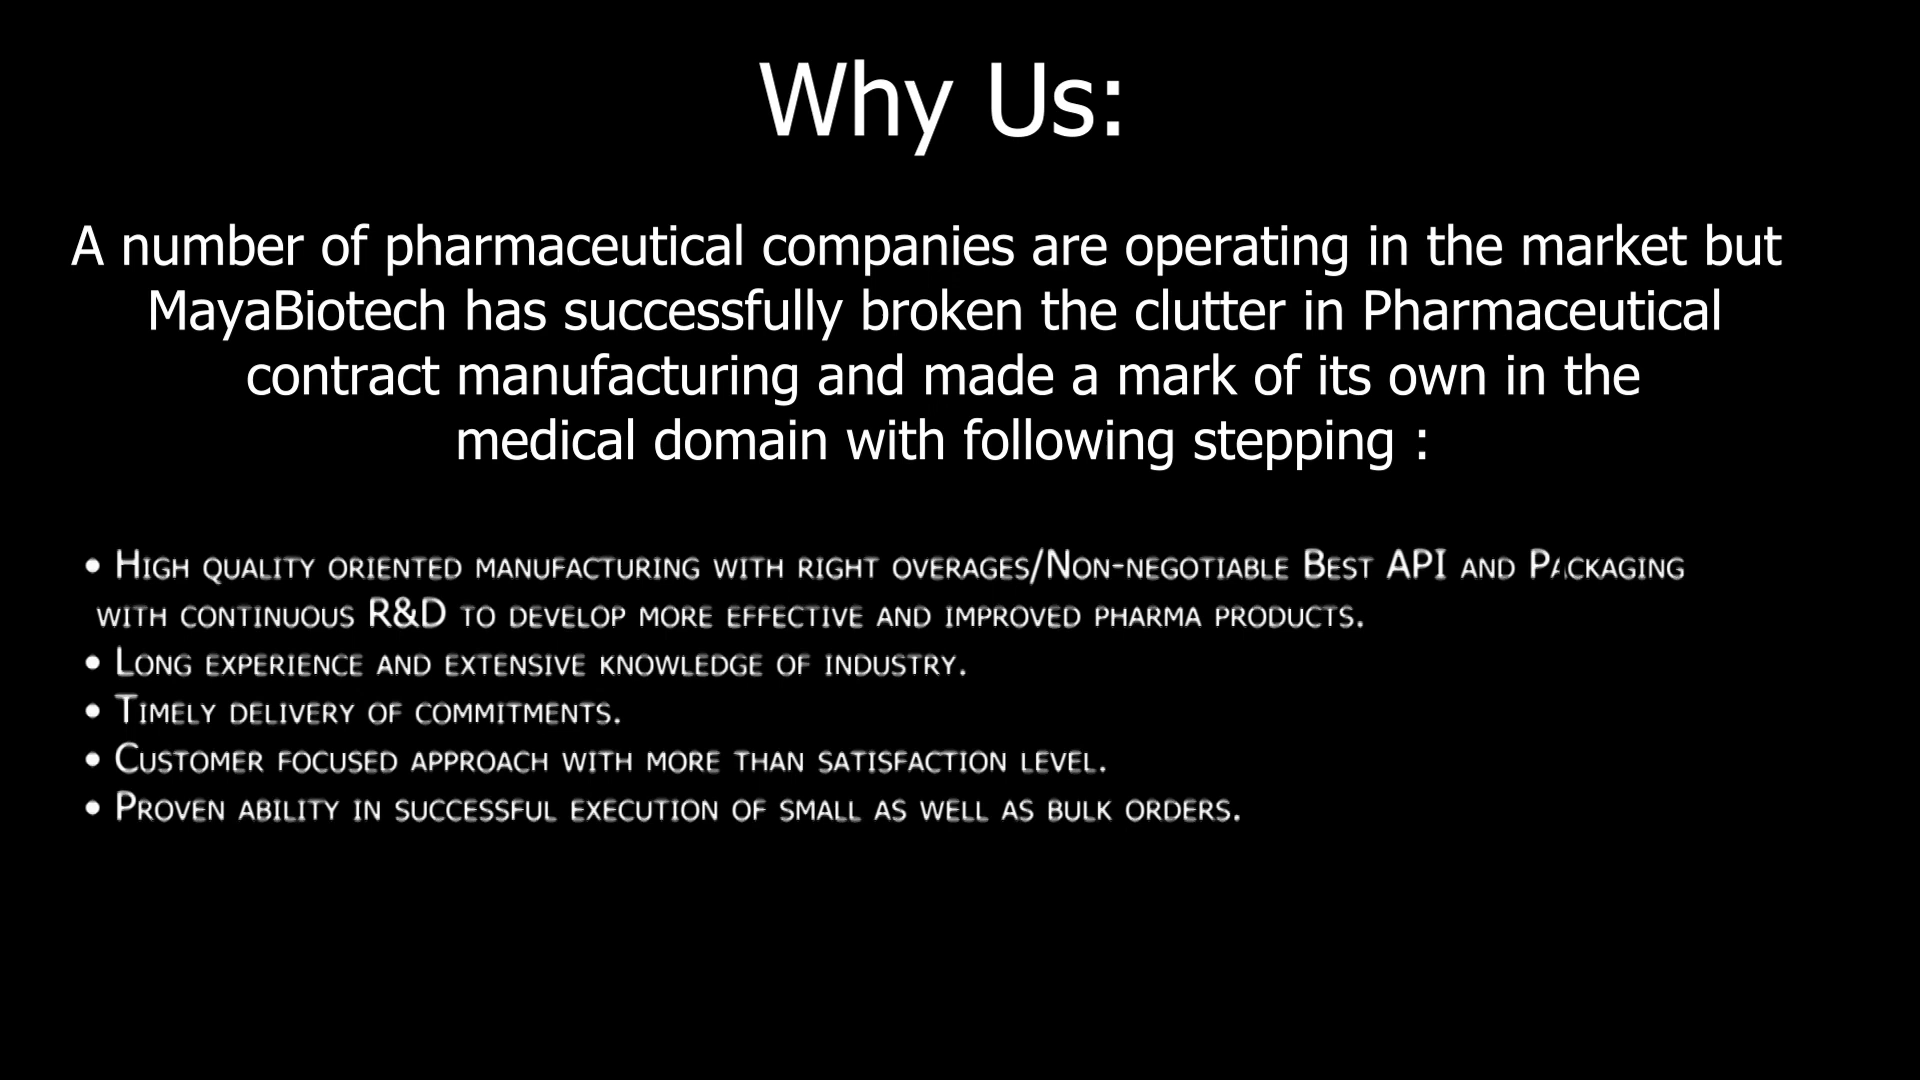 Why Us:
A number of pharmaceutical companies are operating in the market but
MayaBiotech has successfully broken the clutter in Pharmaceutical
contract manufacturing and made a mark of its own in the
medical domain with following stepping :
• High quality oriented manufacturing with right overages/Non-negotiable Best API and Packaging
with continuous R&D to develop more effective and improved pharma products.
• Long experience and extensive knowledge of industry.
• Timely delivery of commitments.
• Customer focused approach with more than satisfaction level.
• Proven ability in successful execution of small as well as bulk orders.